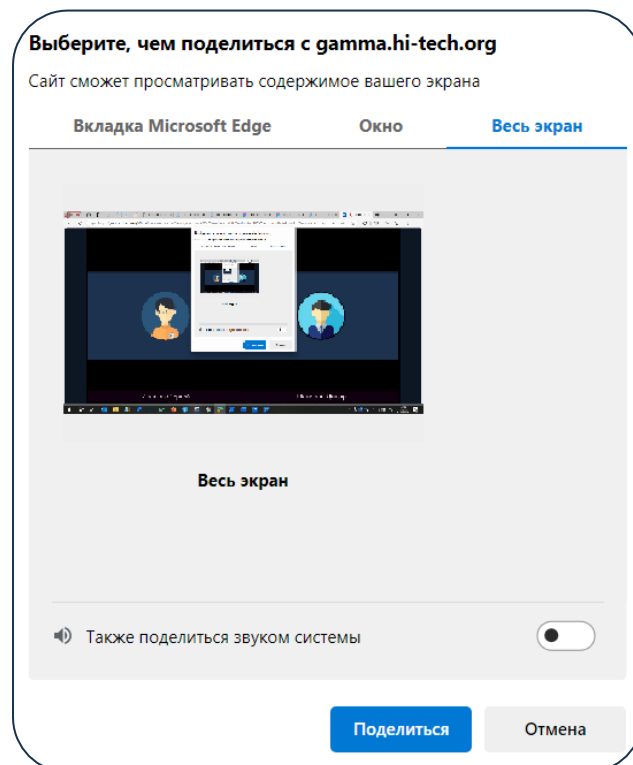 Выберите, чем поделиться с gamma.hi-tech.org
Сайт сможет просматривать содержимое вашего экрана
Вкладка Microsoft Edge Окно Весь экран
Весь экран
Также поделиться звуком системы
Поделиться Отмена